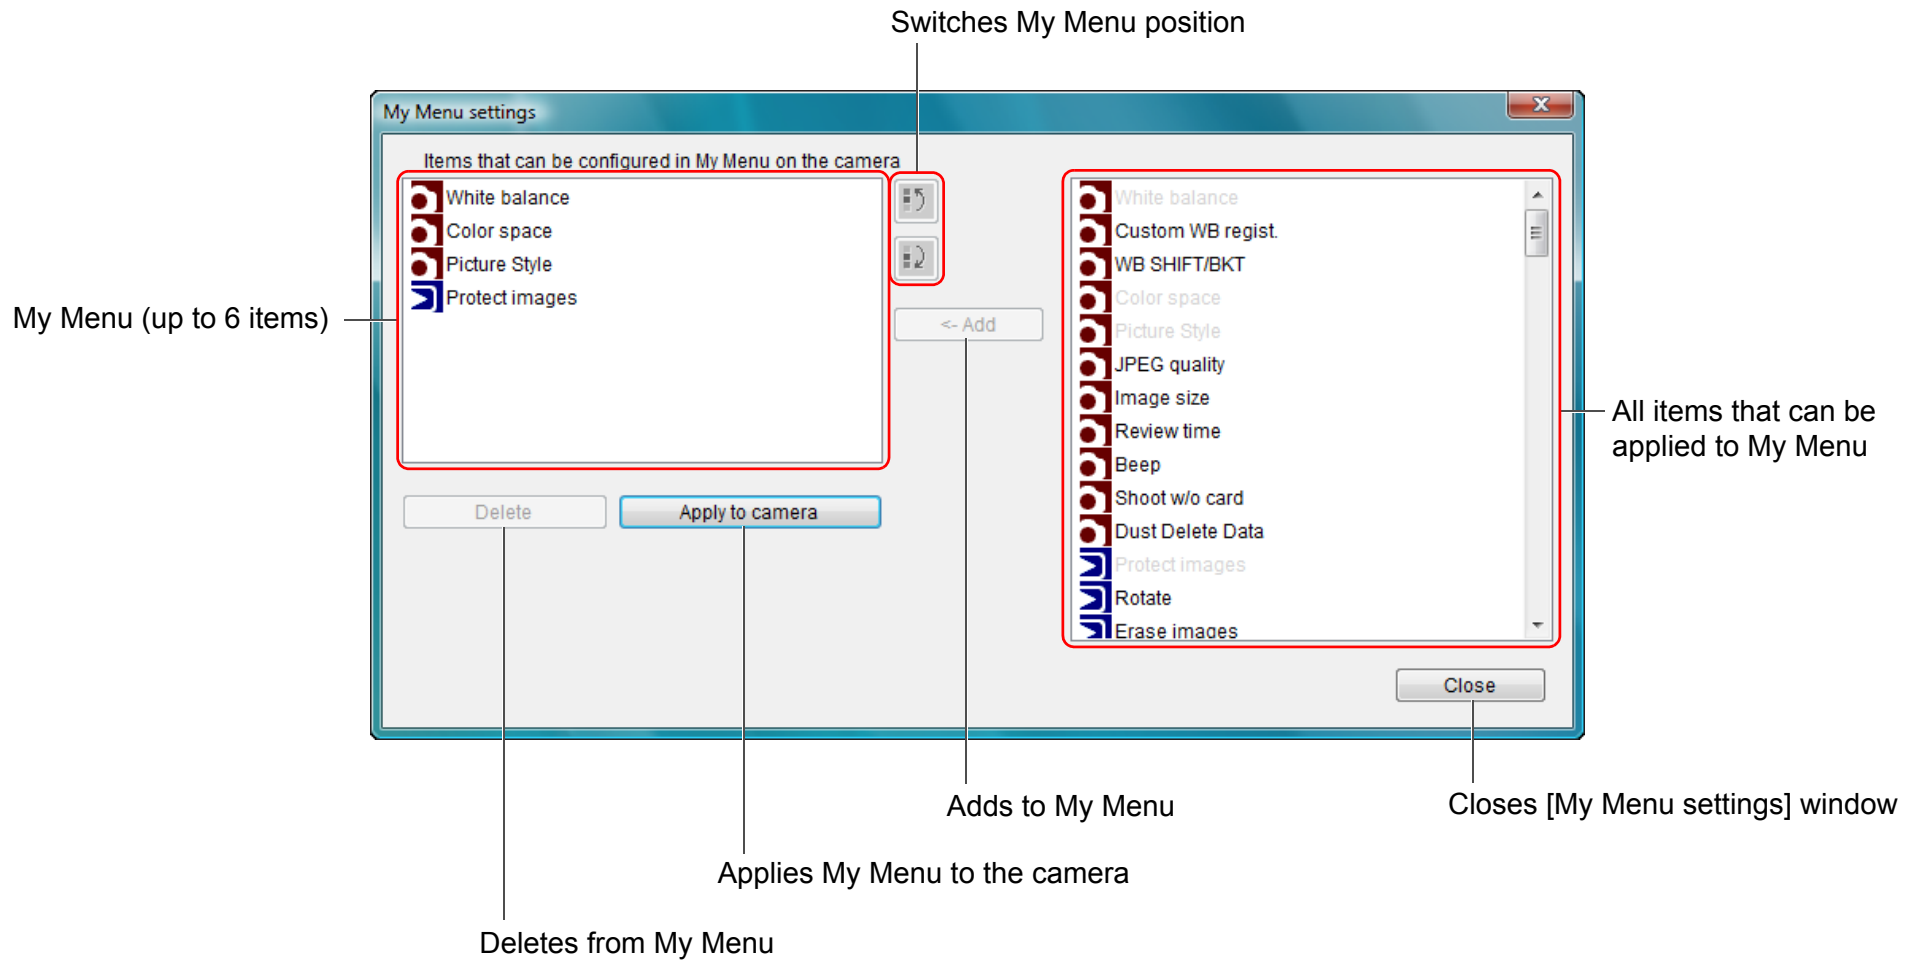 Switches My Menu position
My Menu settings
X
Items that can be configured in My Menu on the camera
White balance
Color space
Picture Style
Protect images
My Menu (up to 6 items)
<- Add
White balance
Custom WB regist.
WB SHIFT/BKT
Color space
Picture Style
JPEG quality
Image size
Review time
Beep
Shoot w/o card
Dust Delete Data
Protect images
Rotate
Erase images
All items that can be
applied to My Menu
Delete
Apply to camera
Close
Adds to My Menu
Closes [My Menu settings] window
Applies My Menu to the camera
Deletes from My Menu